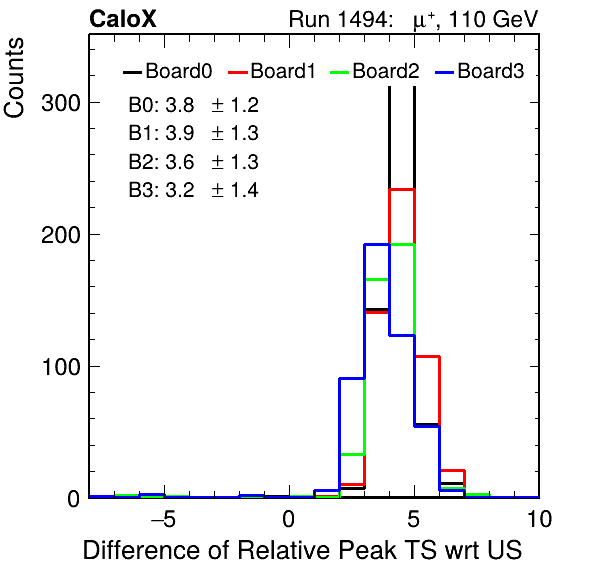 CaloX Run 1494: μ⁺, 110 GeV
Counts
Board0 Board1 Board2 Board3
B0: 3.8 ± 1.2
B1: 3.9 ± 1.3
B2: 3.6 ± 1.3
B3: 3.2 ± 1.4
300
200
100
0
−5 0 5 10
Difference of Relative Peak TS wrt US